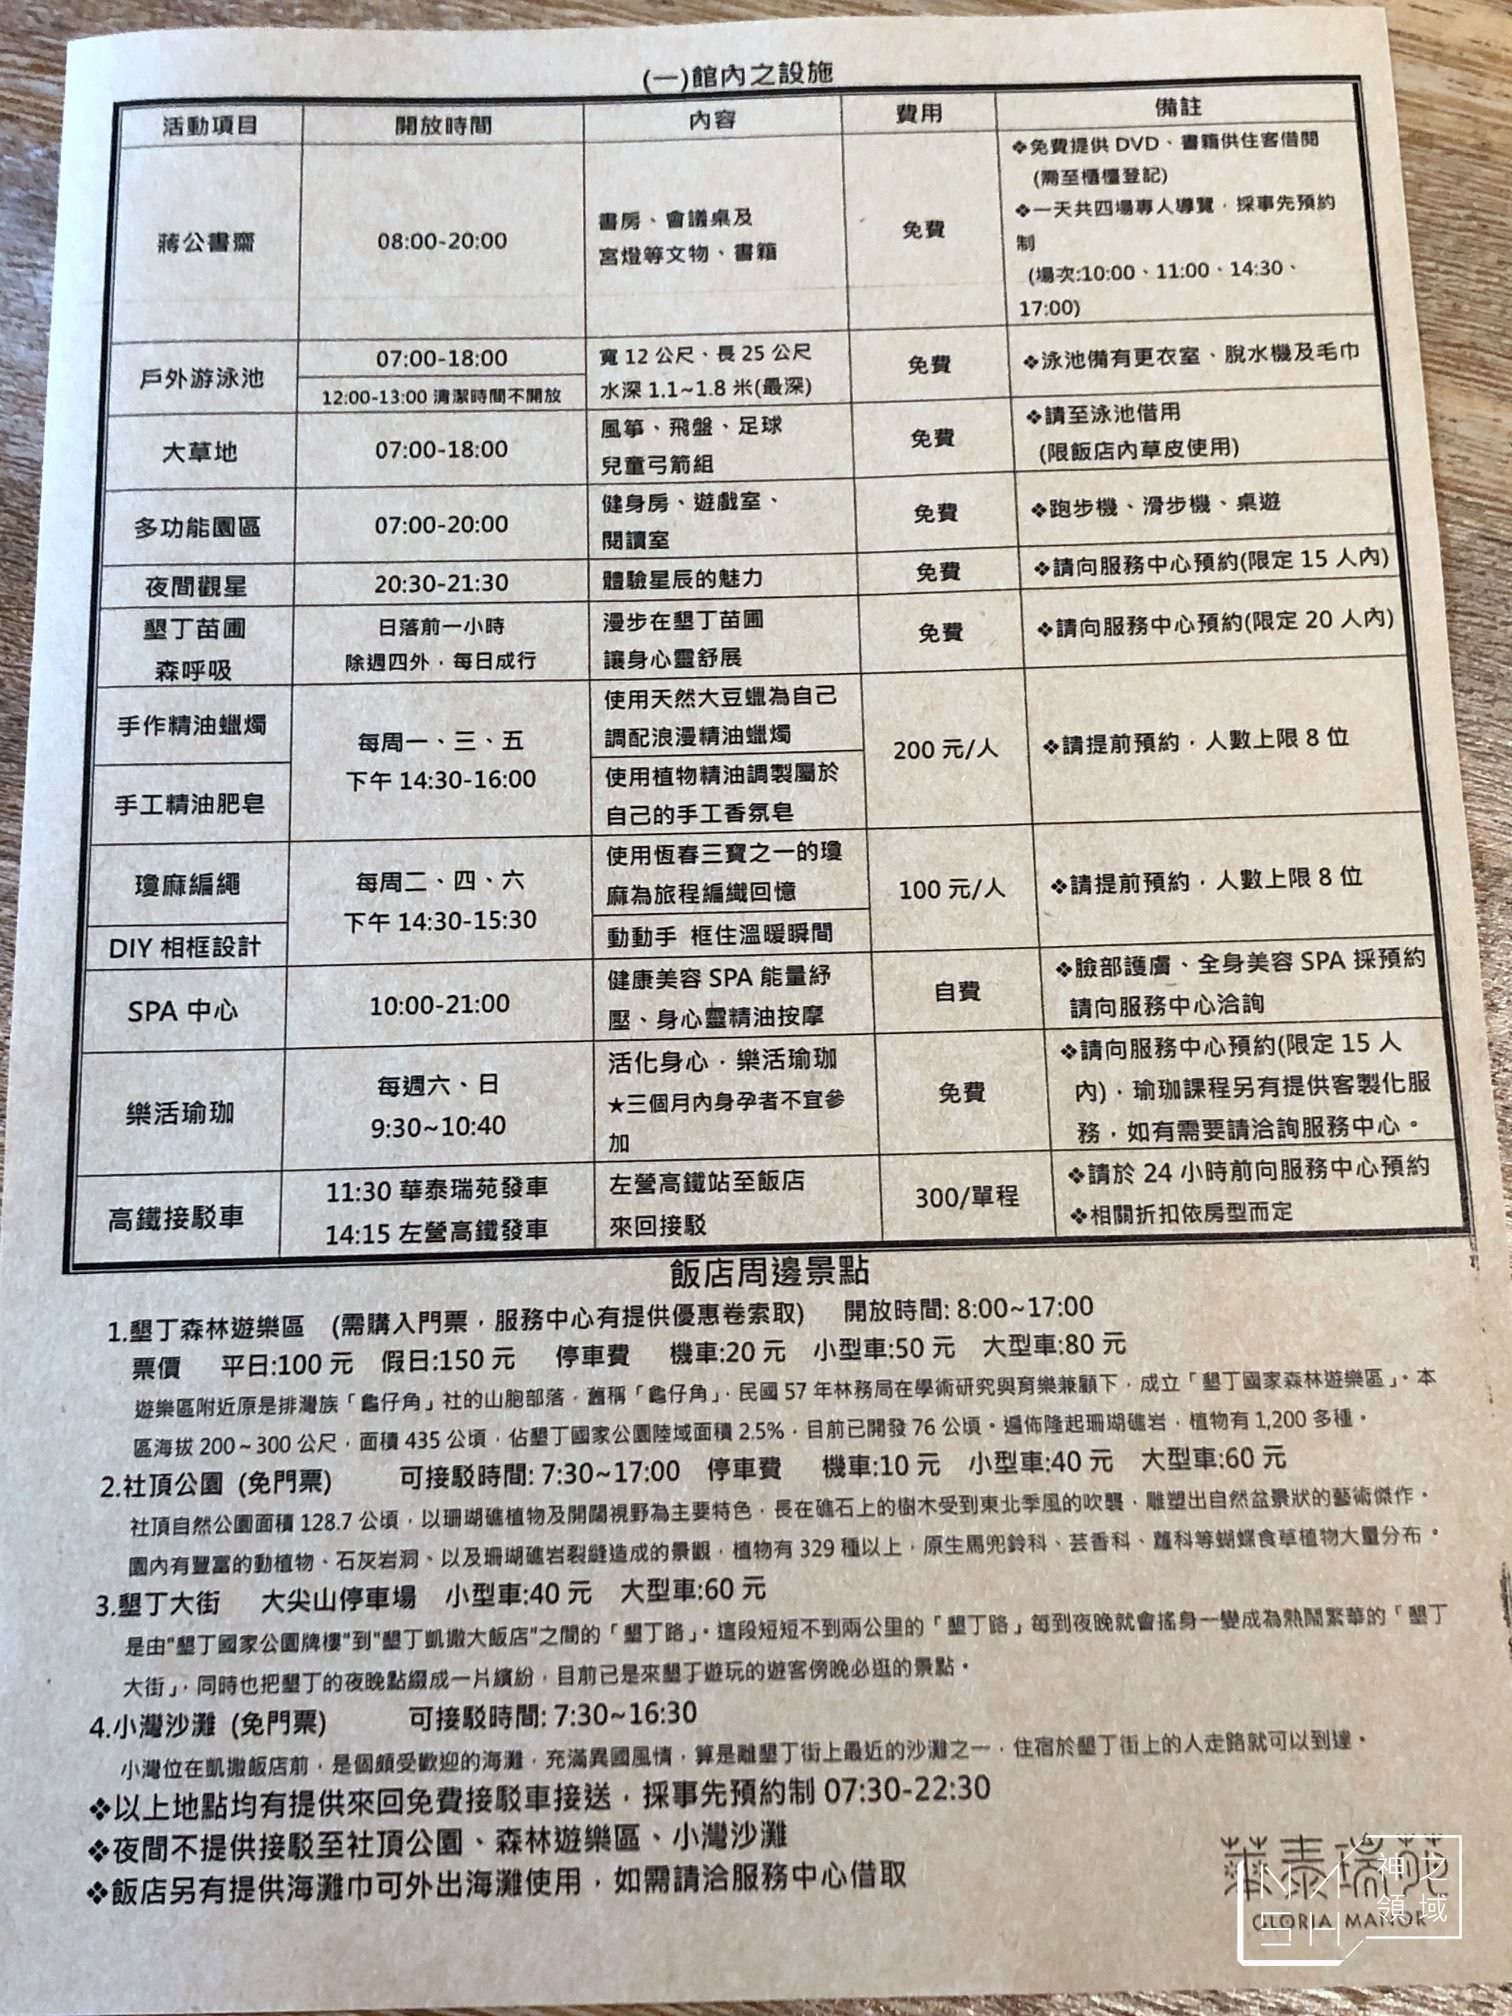 (一)館內之設施
活動項目 開放時間 內容 費用 備註
蔣公書齋 08:00-20:00 書房、會議桌及 宮燈等文物、書籍 免費 ❖免費提供 DVD、書籍供住客借閱
(需至櫃檯登記)
❖一天共四場專人導覽，採事先預約
制
(場次:10:00、11:00、14:30、
17:00)
戶外游泳池 07:00-18:00 寬 12 公尺、長 25 公尺 免費 ❖泳池備有更衣室、脫水機及毛巾
12:00-13:00 清潔時間不開放 水深 1.1~1.8 米(最深)
大草地 07:00-18:00 風箏、飛盤、足球 免費 ❖請至泳池借用
兒童弓箭組 (限飯店內草皮使用)
多功能園區 07:00-20:00 健身房、遊戲室、 免費 ❖跑步機、滑步機、桌遊
閱讀室
夜間觀星 20:30-21:30 體驗星辰的魅力 免費 ❖請向服務中心預約(限定 15 人內)
墾丁苗圃 日落前一小時 漫步在墾丁苗圃 免費 ❖請向服務中心預約(限定 20 人內)
森呼吸 除週四外，每日成行 讓身心靈舒展
手作精油蠟燭 每周一、三、五 使用天然大豆蠟為自己 200 元/人 ❖請提前預約，人數上限 8 位
調配浪漫精油蠟燭
手工精油肥皂 下午 14:30-16:00 使用植物精油調製屬於
自己的手工香氛皂
瓊麻編繩 每周二、四、六 使用恆春三寶之一的瓊 100 元/人 ❖請提前預約，人數上限 8 位
下午 14:30-15:30 麻為旅程編織回憶
DIY 相框設計 動動手 框住溫暖瞬間
SPA 中心 10:00-21:00 健康美容 SPA 能量紓 自費 ❖臉部護膚、全身美容 SPA 採預約
壓、身心靈精油按摩 請向服務中心洽詢
樂活瑜珈 每週六、日 活化身心，樂活瑜珈 免費 ❖請向服務中心預約(限定 15 人
9:30~10:40 ★三個月內身孕者不宜參 內)，瑜珈課程另有提供客製化服
加 務，如有需要請洽詢服務中心。
高鐵接駁車 11:30 華泰瑞苑發車 左營高鐵站至飯店 300/單程 ❖請於 24 小時前向服務中心預約
14:15 左營高鐵發車 來回接駁 ❖相關折扣依房型而定
飯店周邊景點
1.墾丁森林遊樂區 (需購入門票，服務中心有提供優惠卷索取) 開放時間: 8:00~17:00
票價 平日:100 元 假日:150 元 停車費 機車:20 元 小型車:50 元 大型車:80 元
遊樂區附近原是排灣族「龜仔角」社的山胞部落，舊稱「龜仔角」，民國 57 年林務局在學術研究與育樂兼顧下，成立「墾丁國家森林遊樂區」。本
區海拔 200～300 公尺，面積 435 公頃，佔墾丁國家公園陸域面積 2.5%，目前已開發 76 公頃。遍佈隆起珊瑚礁岩，植物有 1,200 多種。
2.社頂公園 (免門票) 可接駁時間: 7:30~17:00 停車費 機車:10 元 小型車:40 元 大型車:60 元
社頂自然公園面積 128.7 公頃，以珊瑚礁植物及開闊視野為主要特色，長在礁石上的樹木受到東北季風的吹襲，雕塑出自然盆景狀的藝術傑作。
園內有豐富的動植物、石灰岩洞、以及珊瑚礁岩裂縫造成的景觀，植物有 329 種以上，原生馬兜鈴科、芸香科、蘿科等蝴蝶食草植物大量分布。
3.墾丁大街 大尖山停車場 小型車:40 元 大型車:60 元
是由"墾丁國家公園牌樓"到"墾丁凱撒大飯店"之間的「墾丁路」。這段短短不到兩公里的「墾丁路」每到夜晚就會搖身一變成為熱鬧繁華的「墾丁
大街」，同時也把墾丁的夜晚點綴成一片繽紛，目前已是來墾丁遊玩的遊客傍晚必逛的景點。
4.小灣沙灘 (免門票) 可接駁時間: 7:30~16:30
小灣位在凱撒飯店前，是個頗受歡迎的海灘，充滿異國風情，算是離墾丁街上最近的沙灘之一，住宿於墾丁街上的人走路就可以到達。
❖以上地點均有提供來回免費接駁車接送，採事先預約制 07:30-22:30
❖夜間不提供接駁至社頂公園、森林遊樂區、小灣沙灘
❖飯店另有提供海灘巾可外出海灘使用，如需請洽服務中心借取
華泰瑞苑
GLORIA MANOR
神之
領域